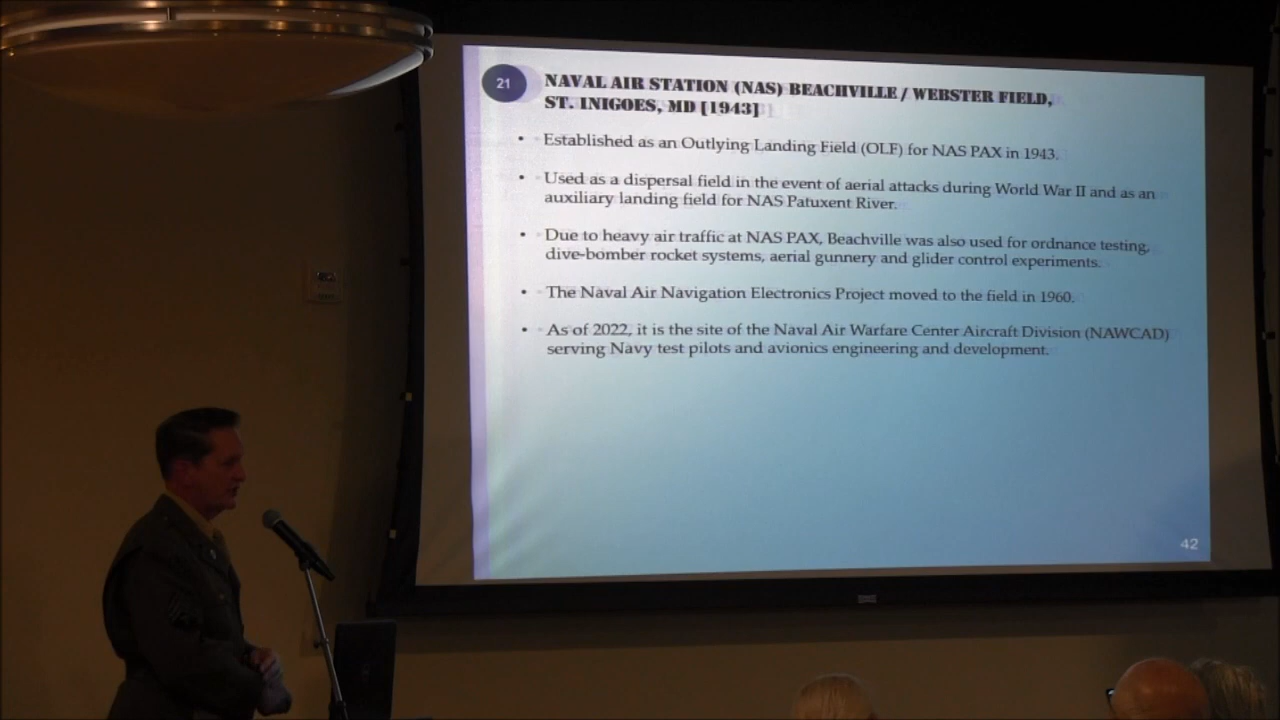 21
NAVAL AIR STATION (NAS) BEACHVILLE / WEBSTER FIELD,
ST. INIGOES, MD [1943]
• Established as an Outlying Landing Field (OLF) for NAS PAX in 1943.
• Used as a dispersal field in the event of aerial attacks during World War II and as an
auxiliary landing field for NAS Patuxent River.
• Due to heavy air traffic at NAS PAX, Beachville was also used for ordnance testing,
dive-bomber rocket systems, aerial gunnery and glider control experiments.
• The Naval Air Navigation Electronics Project moved to the field in 1960.
• As of 2022, it is the site of the Naval Air Warfare Center Aircraft Division (NAWCAD)
serving Navy test pilots and avionics engineering and development.
42